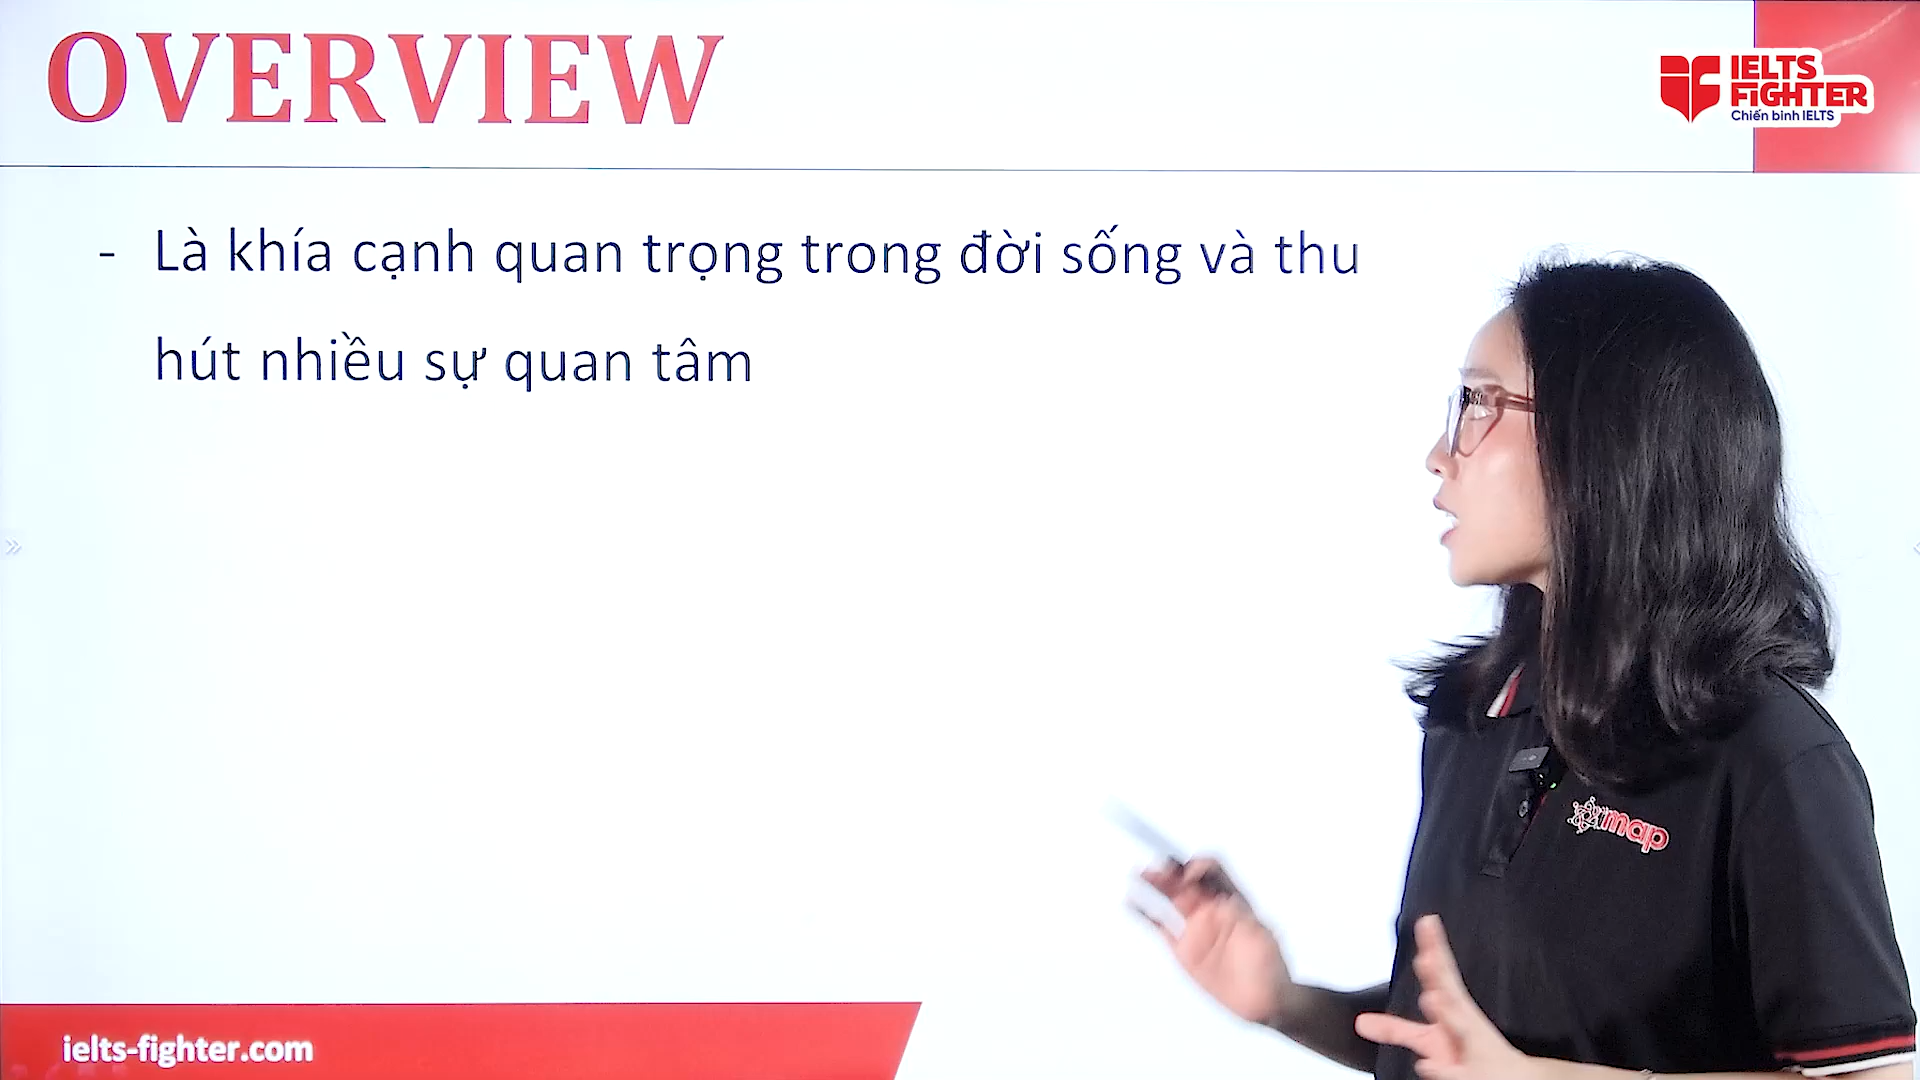 OVERVIEW
IELTS
FiGHTER
Chiến binh IELTS
- Là khía cạnh quan trọng trong đời sống và thu
hút nhiều sự quan tâm
map
ielts-fighter.com